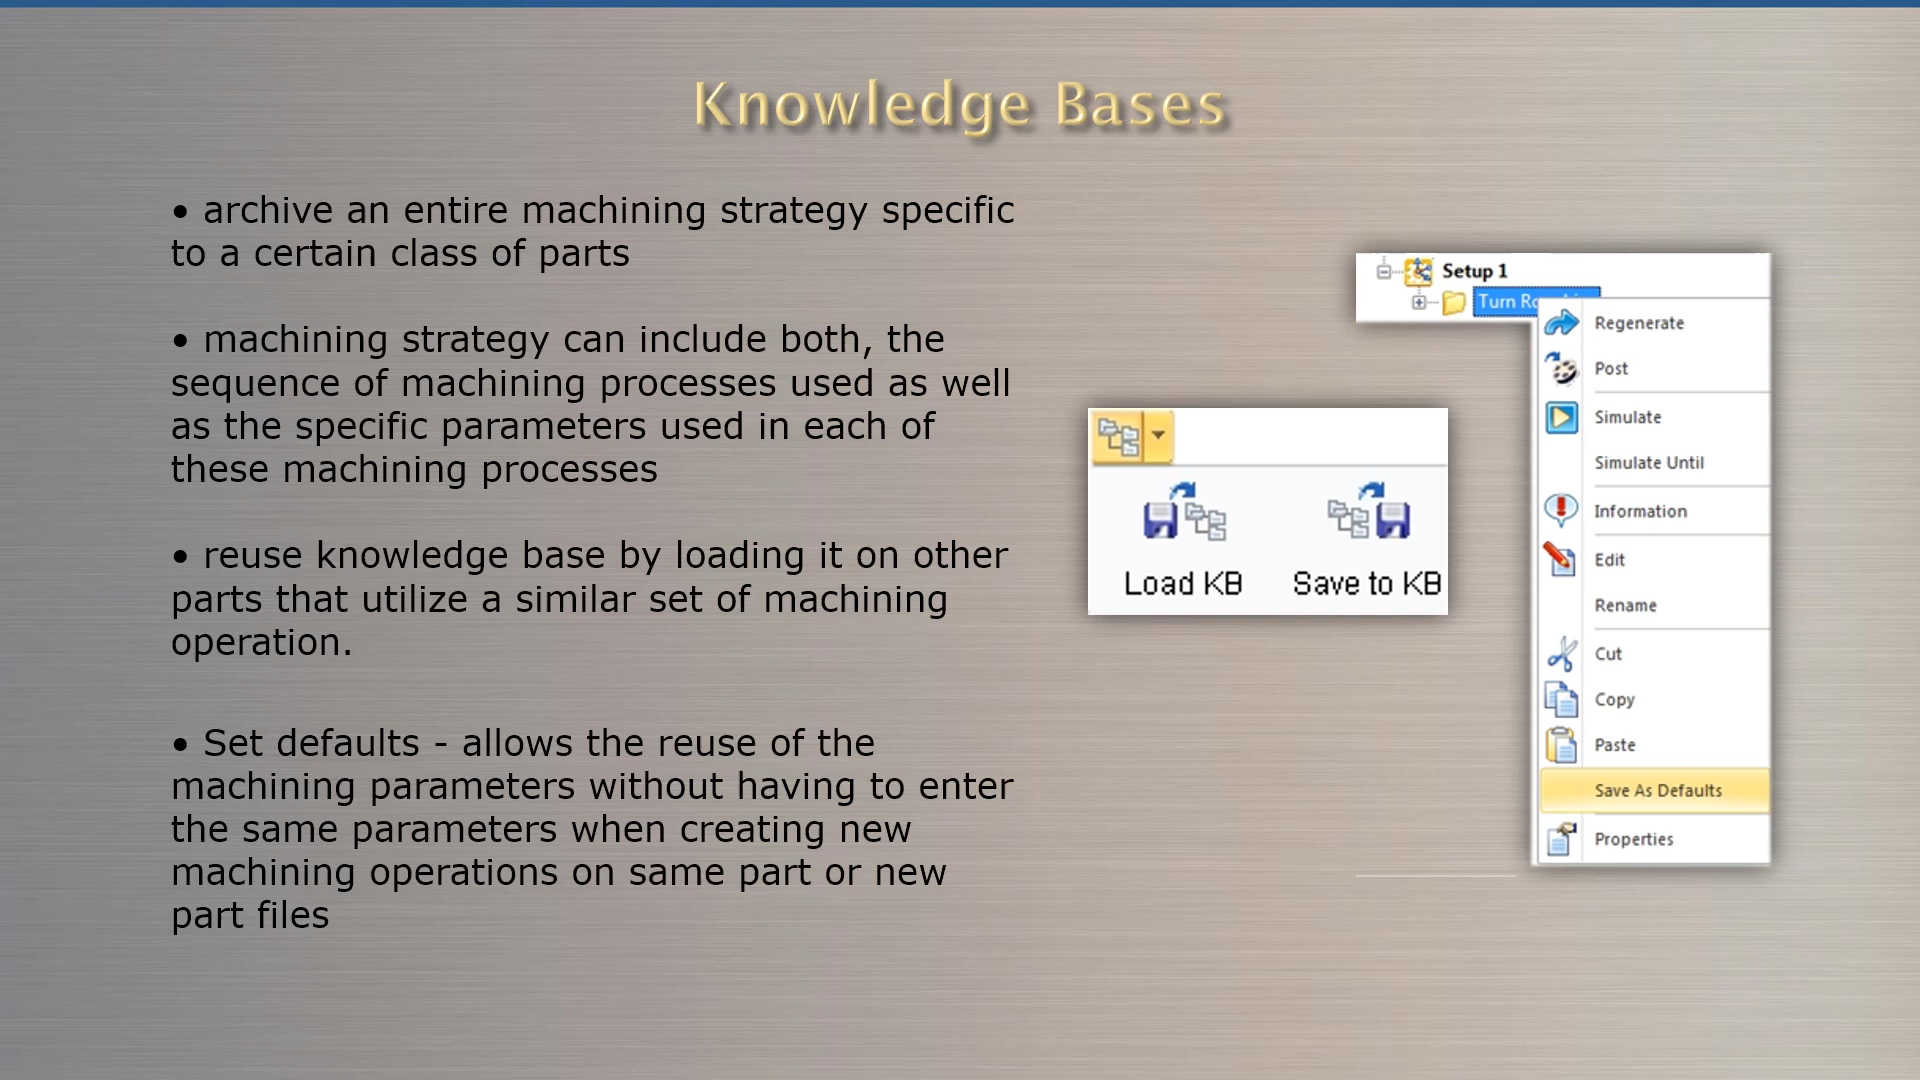 Knowledge Bases
• archive an entire machining strategy specific
to a certain class of parts
• machining strategy can include both, the
sequence of machining processes used as well
as the specific parameters used in each of
these machining processes
• reuse knowledge base by loading it on other
parts that utilize a similar set of machining
operation.
• Set defaults - allows the reuse of the
machining parameters without having to enter
the same parameters when creating new
machining operations on same part or new
part files
Load KB
Save to KB
Setup 1
Turn
Regenerate
Post
Simulate
Simulate Until
Information
Edit
Rename
Cut
Copy
Paste
Save As Defaults
Properties